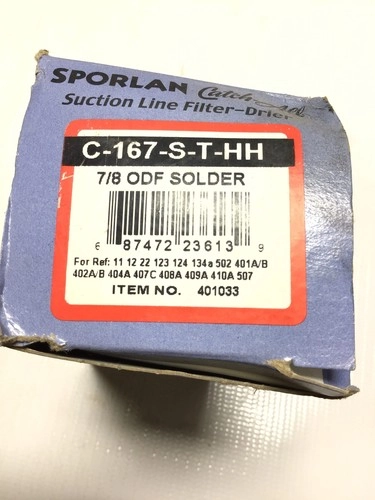 SPORLAN Catch-All
Suction Line Filter-Drier
C-167-S-T-HH
7/8 ODF SOLDER
6 87472 23613 9
For Ref: 11 12 22 123 124 134a 502 401A/B
402A/B 404A 407C 408A 409A 410A 507
ITEM NO. 401033